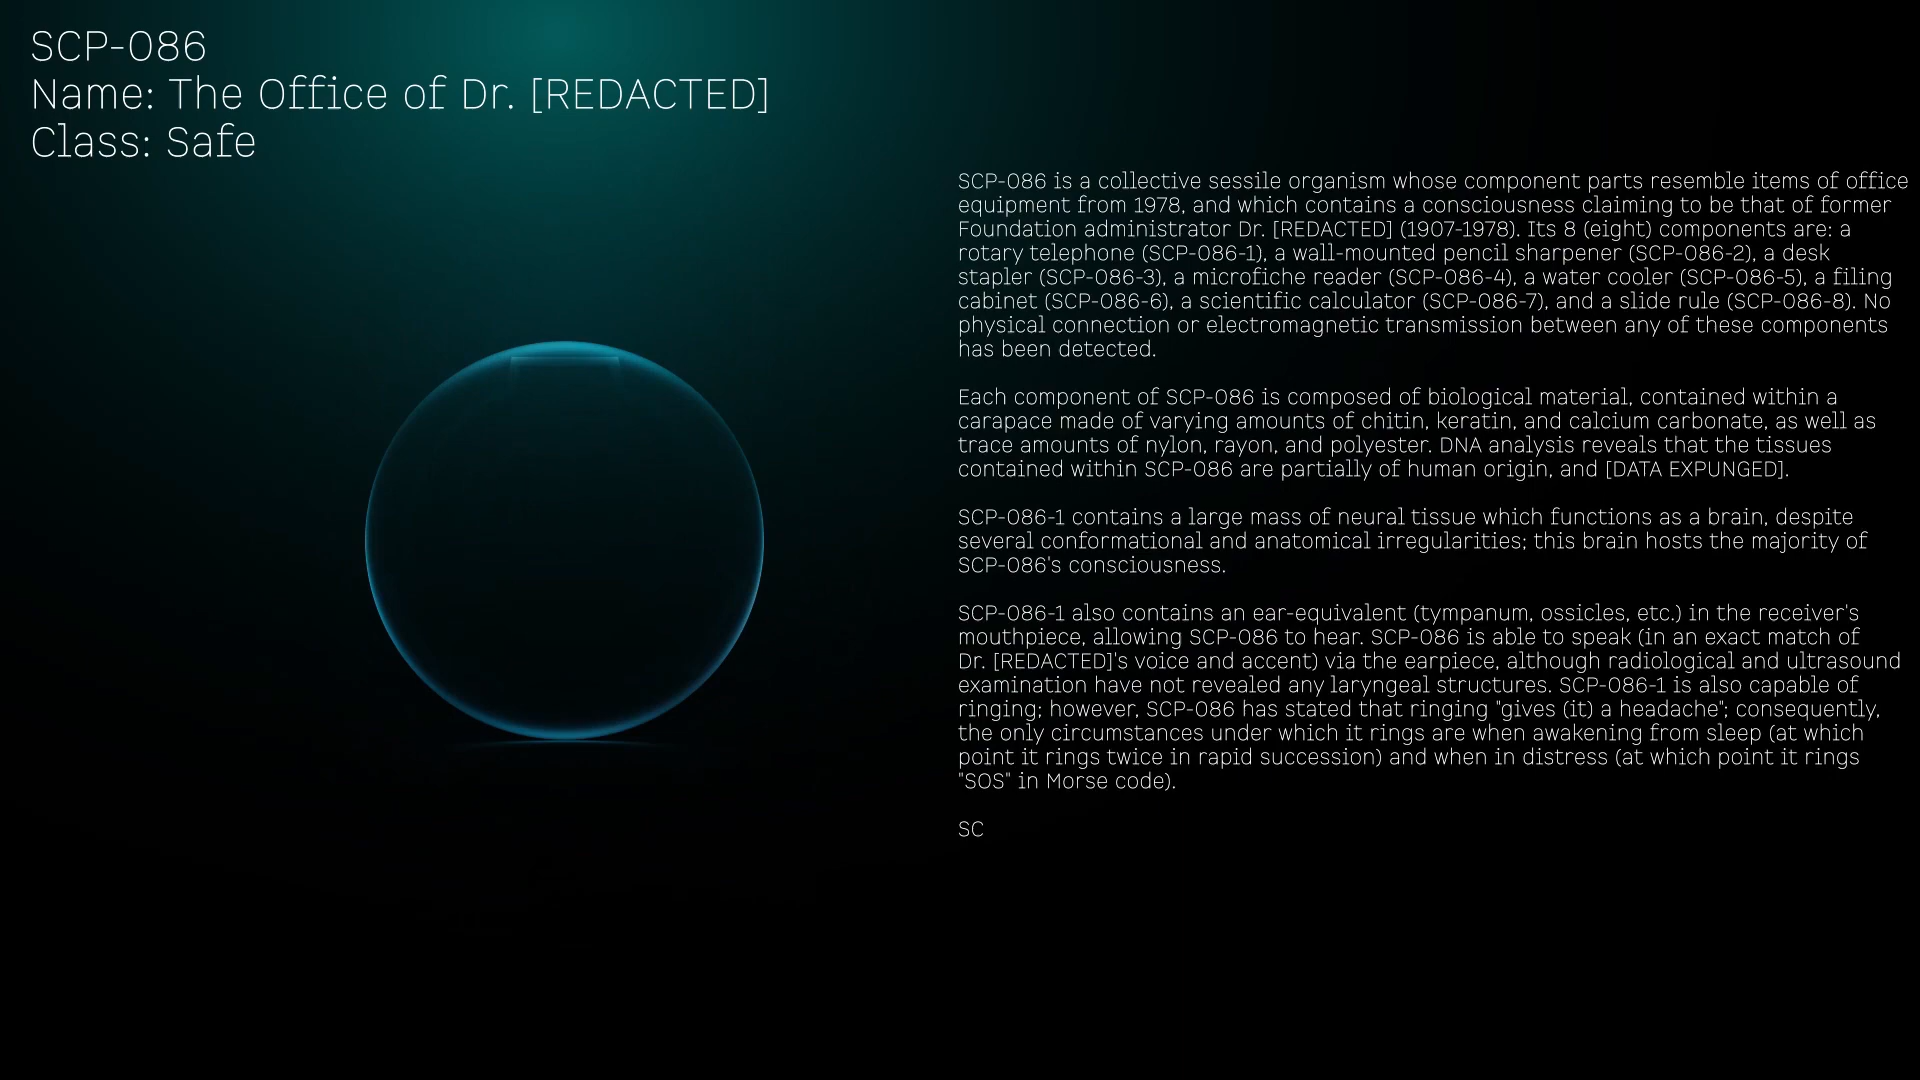 SCP-086
Name: The Office of Dr. [REDACTED]
Class: Safe
SCP-086 is a collective sessile organism whose component parts resemble items of office
equipment from 1978, and which contains a consciousness claiming to be that of former
Foundation administrator Dr. [REDACTED] (1907-1978). Its 8 (eight) components are: a
rotary telephone (SCP-086-1), a wall-mounted pencil sharpener (SCP-086-2), a desk
stapler (SCP-086-3), a microfiche reader (SCP-086-4), a water cooler (SCP-086-5), a filing
cabinet (SCP-086-6), a scientific calculator (SCP-086-7), and a slide rule (SCP-086-8). No
physical connection or electromagnetic transmission between any of these components
has been detected.
Each component of SCP-086 is composed of biological material, contained within a
carapace made of varying amounts of chitin, keratin, and calcium carbonate, as well as
trace amounts of nylon, rayon, and polyester. DNA analysis reveals that the tissues
contained within SCP-086 are partially of human origin, and [DATA EXPUNGED].
SCP-086-1 contains a large mass of neural tissue which functions as a brain, despite
several conformational and anatomical irregularities; this brain hosts the majority of
SCP-086's consciousness.
SCP-086-1 also contains an ear-equivalent (tympanum, ossicles, etc.) in the receiver's
mouthpiece, allowing SCP-086 to hear. SCP-086 is able to speak (in an exact match of
Dr. [REDACTED]'s voice and accent) via the earpiece, although radiological and ultrasound
examination have not revealed any laryngeal structures. SCP-086-1 is also capable of
ringing; however, SCP-086 has stated that ringing "gives (it) a headache"; consequently,
the only circumstances under which it rings are when awakening from sleep (at which
point it rings twice in rapid succession) and when in distress (at which point it rings
"SOS" in Morse code).
SC